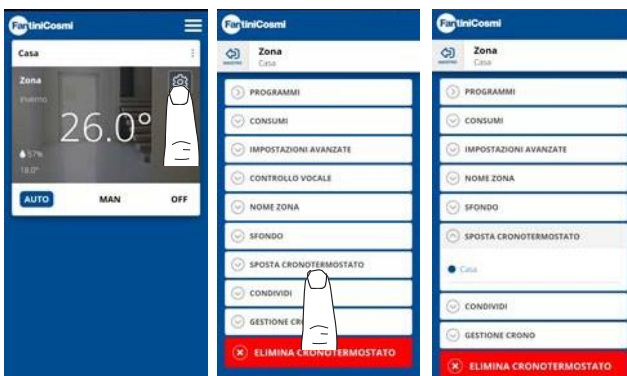 FantiniCosmi
Casa
Zona
Inverno
26.0°
57%
18.0°
AUTO MAN OFF
FantiniCosmi
Zona
Casa
PROGRAMMI
CONSUMI
IMPOSTAZIONI AVANZATE
CONTROLLO VOCALE
NOME ZONA
SFONDO
SPOSTA CRONOTERMOSTATO
CONDIVIDI
GESTIONE CR
ELIMINA CRONOTERMOSTATO
FantiniCosmi
Zona
Casa
PROGRAMMI
CONSUMI
IMPOSTAZIONI AVANZATE
NOME ZONA
SFONDO
SPOSTA CRONOTERMOSTATO
Casa
CONDIVIDI
GESTIONE CRONO
ELIMINA CRONOTERMOSTATO